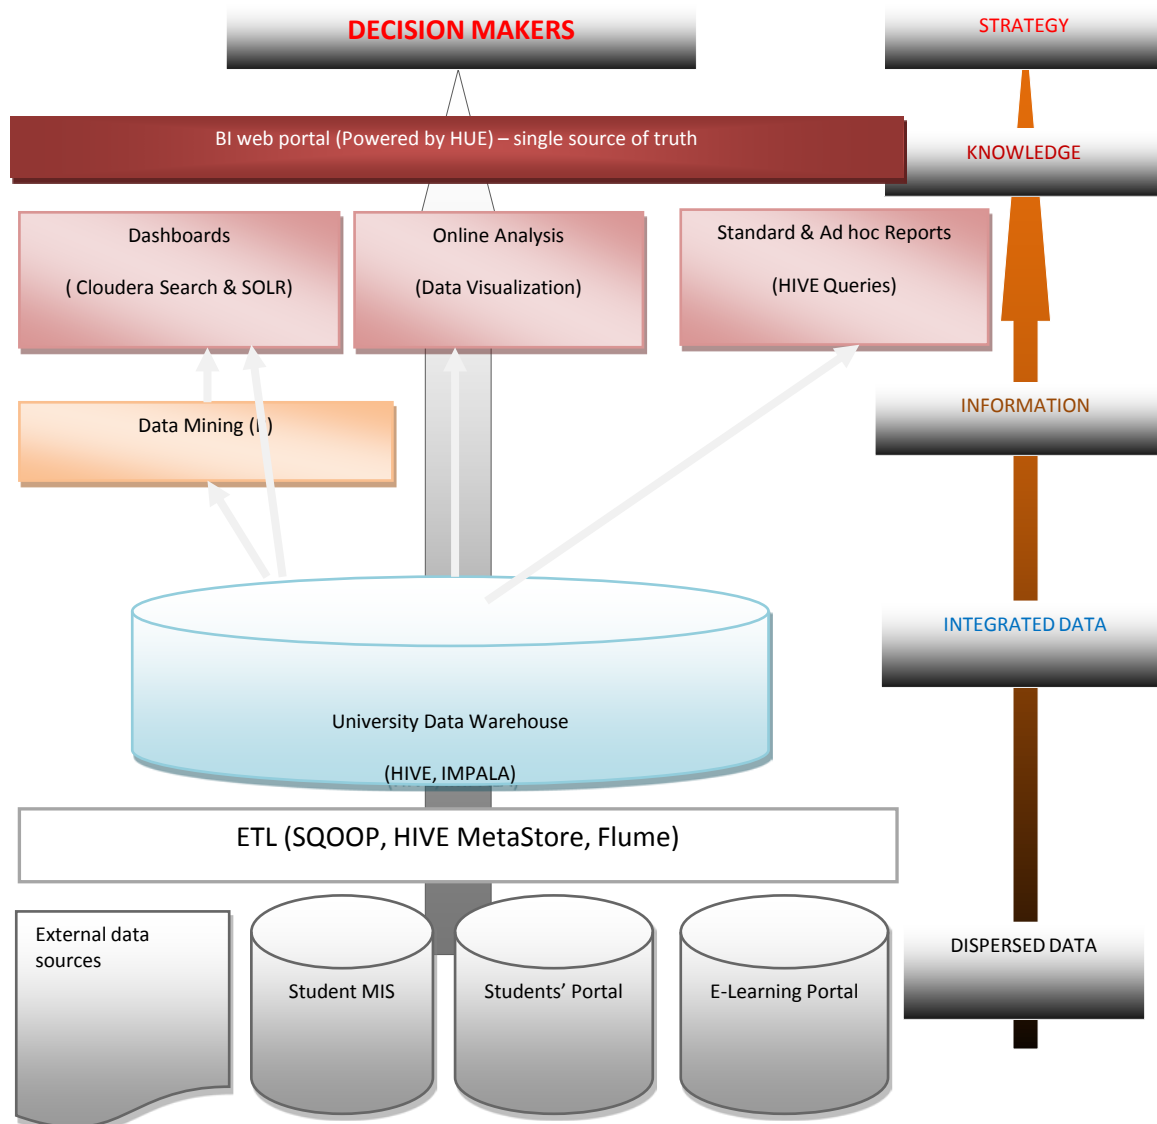 DECISION MAKERS
STRATEGY
BI web portal (Powered by HUE) – single source of truth
KNOWLEDGE
Dashboards
( Cloudera Search & SOLR)
Online Analysis
(Data Visualization)
Standard & Ad hoc Reports
(HIVE Queries)
INFORMATION
Data Mining ( )
INTEGRATED DATA
University Data Warehouse
(HIVE, IMPALA)
ETL (SQOOP, HIVE MetaStore, Flume)
DISPERSED DATA
External data
sources
Student MIS
Students’ Portal
E-Learning Portal